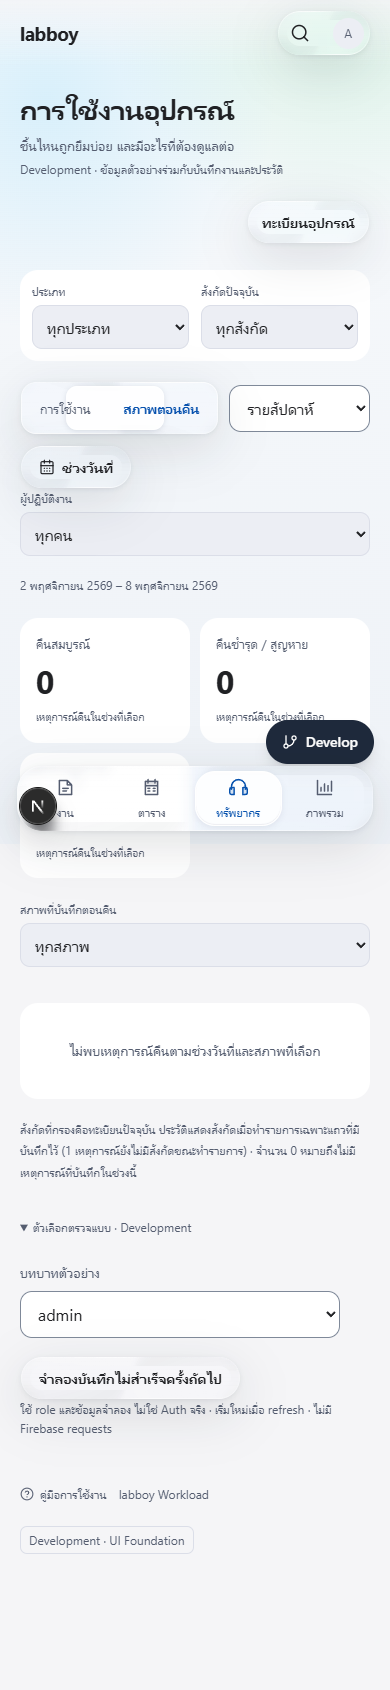 labboy
A
การใช้งานอุปกรณ์
ชิ้นไหนถูกยืมบ่อย และมีอะไรที่ต้องดูแลต่อ
Development · ข้อมูลตัวอย่างร่วมกับบันทึกงานและประวัติ
ทะเบียนอุปกรณ์
ประเภท
สังกัดปัจจุบัน
ทุกประเภท
ทุกสังกัด
การใช้งาน
สภาพตอนคืน
รายสัปดาห์
ช่วงวันที่
ผู้ปฏิบัติงาน
ทุกคน
2 พฤศจิกายน 2569 – 8 พฤศจิกายน 2569
คืนสมบูรณ์
คืนชำรุด / สูญหาย
0
0
เหตุการณ์คืนในช่วงที่เลือก
เหตุการณ์คืนในช่วงที่เลือก
Develop
N
งาน
ตาราง
ทรัพยากร
ภาพรวม
เหตุการณ์คืนในช่วงที่เลือก
สภาพที่บันทึกตอนคืน
ทุกสภาพ
ไม่พบเหตุการณ์คืนตามช่วงวันที่และสภาพที่เลือก
สังกัดที่กรองคือทะเบียนปัจจุบัน ประวัติแสดงสังกัดเมื่อทำรายการเฉพาะแถวที่มี
บันทึกไว้ (1 เหตุการณ์ยังไม่มีสังกัดขณะทำรายการ) · จำนวน 0 หมายถึงไม่มี
เหตุการณ์ที่บันทึกในช่วงนี้
▼ ตัวเลือกตรวจแบบ · Development
บทบาทตัวอย่าง
admin
จำลองบันทึกไม่สำเร็จครั้งถัดไป
ใช้ role และข้อมูลจำลอง ไม่ใช่ Auth จริง · เริ่มใหม่เมื่อ refresh · ไม่มี
Firebase requests
คู่มือการใช้งาน labboy Workload
Development · UI Foundation